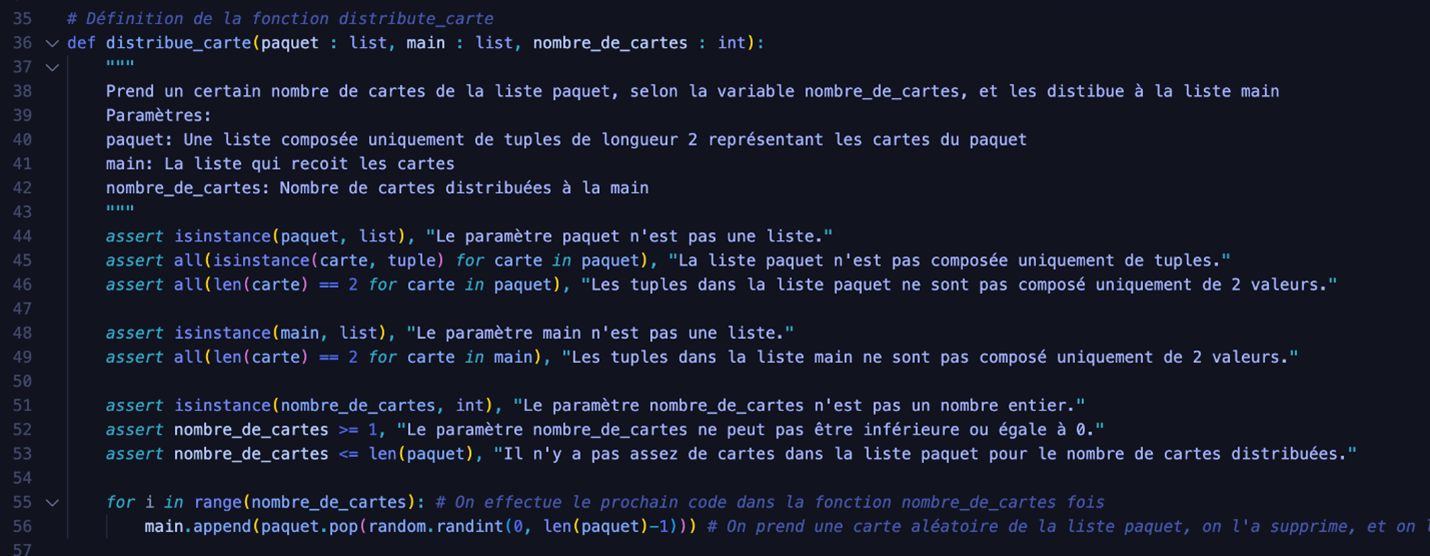 35 # Définition de la fonction distribute_carte
36 def distribue_carte(paquet : list, main : list, nombre_de_cartes : int):
37 """
38 Prend un certain nombre de cartes de la liste paquet, selon la variable nombre_de_cartes, et les distibue à la liste main
39 Paramètres:
40 paquet: Une liste composée uniquement de tuples de longueur 2 représentant les cartes du paquet
41 main: La liste qui recoit les cartes
42 nombre_de_cartes: Nombre de cartes distribuées à la main
43 """
44 assert isinstance(paquet, list), "Le paramètre paquet n'est pas une liste."
45 assert all(isinstance(carte, tuple) for carte in paquet), "La liste paquet n'est pas composée uniquement de tuples."
46 assert all(len(carte) == 2 for carte in paquet), "Les tuples dans la liste paquet ne sont pas composé uniquement de 2 valeurs."
47
48 assert isinstance(main, list), "Le paramètre main n'est pas une liste."
49 assert all(len(carte) == 2 for carte in main), "Les tuples dans la liste main ne sont pas composé uniquement de 2 valeurs."
50
51 assert isinstance(nombre_de_cartes, int), "Le paramètre nombre_de_cartes n'est pas un nombre entier."
52 assert nombre_de_cartes >= 1, "Le paramètre nombre_de_cartes ne peut pas être inférieure ou égale à 0."
53 assert nombre_de_cartes <= len(paquet), "Il n'y a pas assez de cartes dans la liste paquet pour le nombre de cartes distribuées."
54
55 for i in range(nombre_de_cartes): # On effectue le prochain code dans la fonction nombre_de_cartes fois
56 main.append(paquet.pop(random.randint(0, len(paquet)-1))) # On prend une carte aléatoire de la liste paquet, on l'a supprime, et on
57